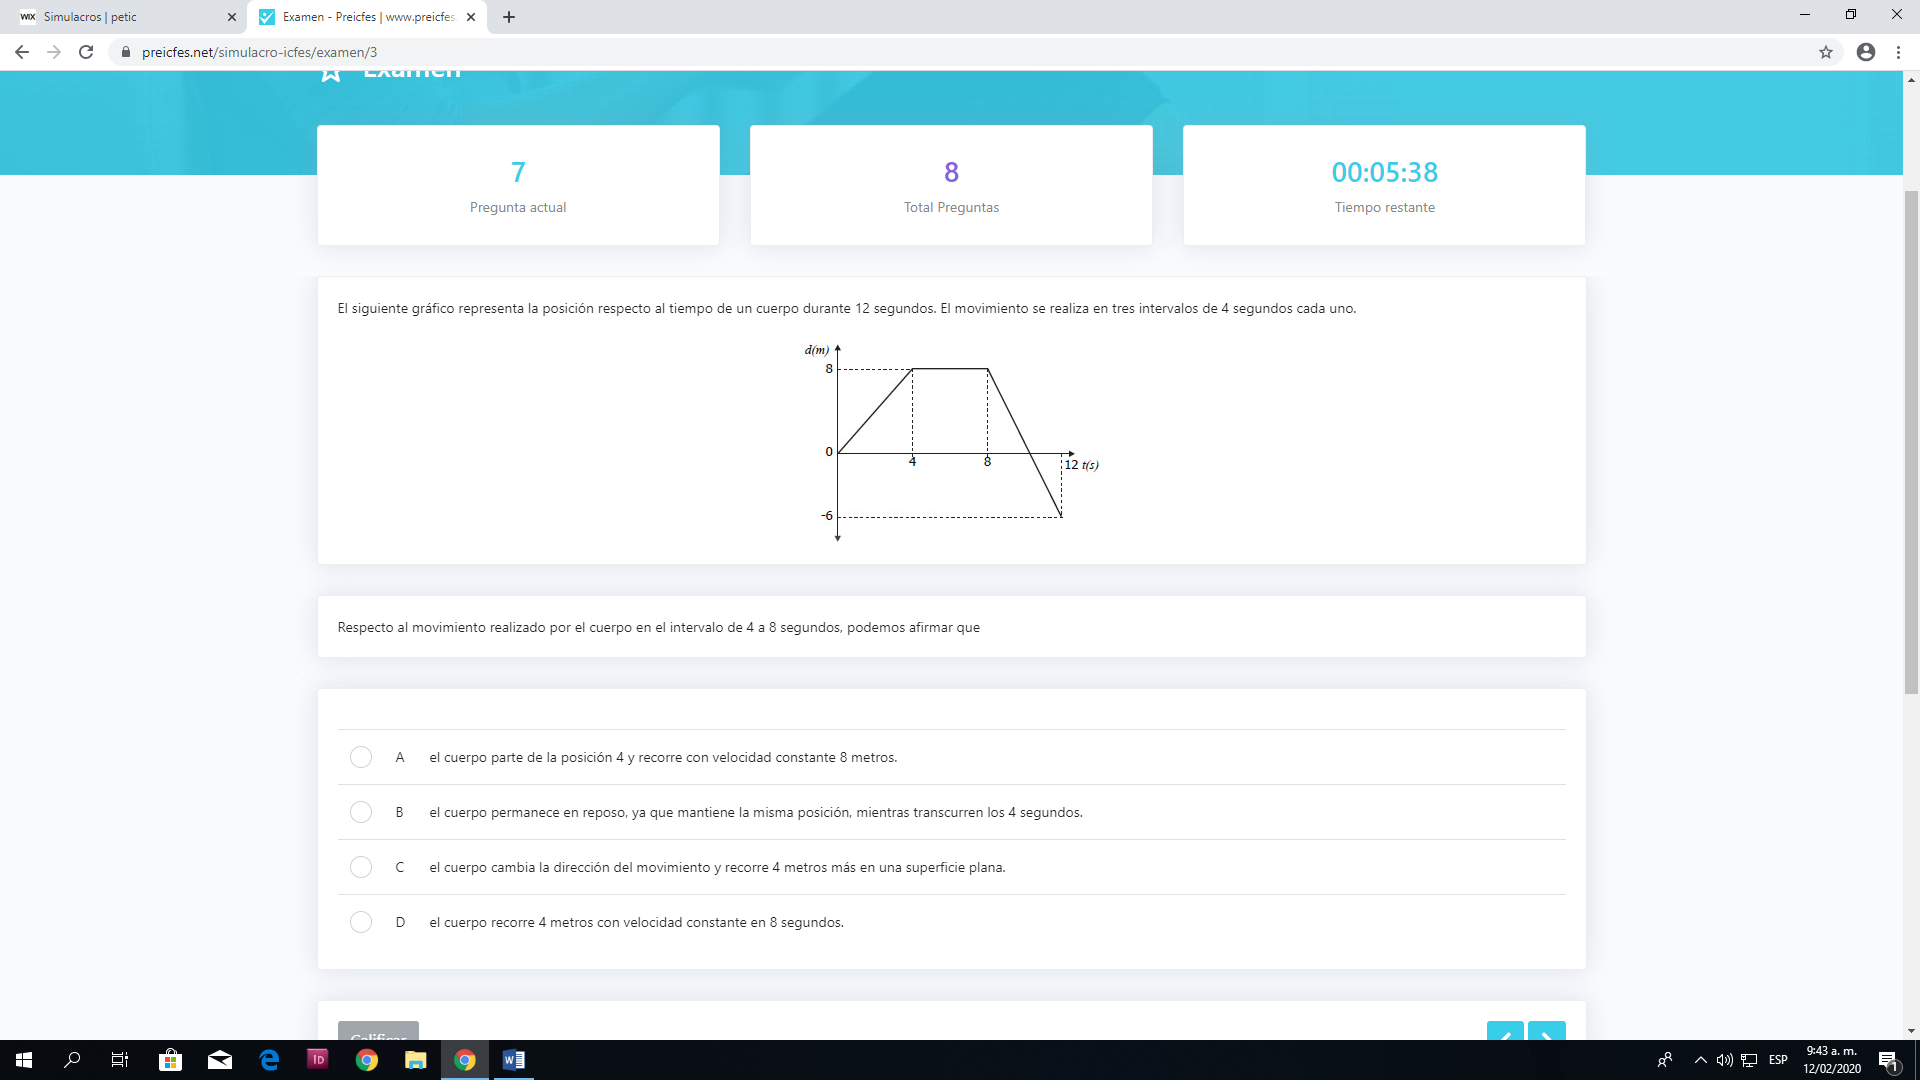 WIX Simulacros | petic
Examen - Preicfes | www.preicfes.
preicfes.net/simulacro-icfes/examen/3
Examen
7
Pregunta actual
8
Total Preguntas
00:05:38
Tiempo restante
El siguiente gráfico representa la posición respecto al tiempo de un cuerpo durante 12 segundos. El movimiento se realiza en tres intervalos de 4 segundos cada uno.
d(m)
8
0
4 8 12 t(s)
-6
Respecto al movimiento realizado por el cuerpo en el intervalo de 4 a 8 segundos, podemos afirmar que
A el cuerpo parte de la posición 4 y recorre con velocidad constante 8 metros.
B el cuerpo permanece en reposo, ya que mantiene la misma posición, mientras transcurren los 4 segundos.
C el cuerpo cambia la dirección del movimiento y recorre 4 metros más en una superficie plana.
D el cuerpo recorre 4 metros con velocidad constante en 8 segundos.
Calificar
ESP
9:43 a. m.
12/02/2020
1